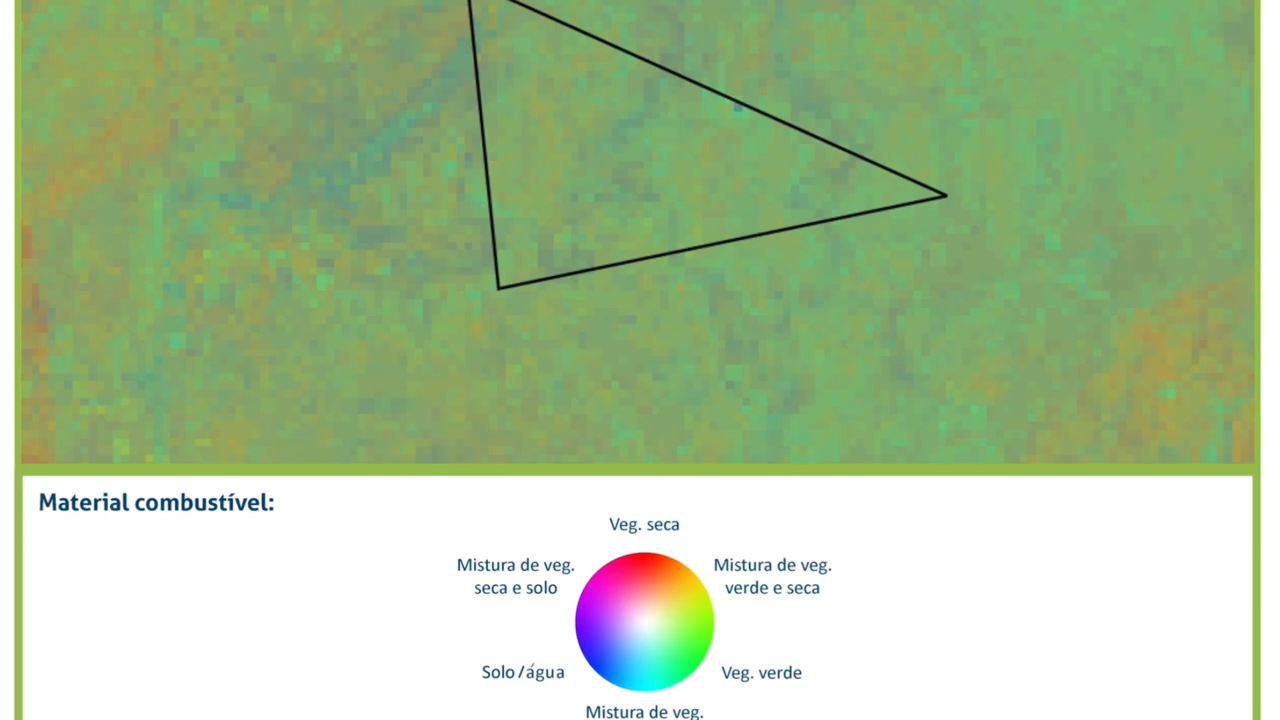 Material combustível:
Veg. seca
Mistura de veg.
seca e solo
Mistura de veg.
verde e seca
Solo/água
Veg. verde
Mistura de veg.